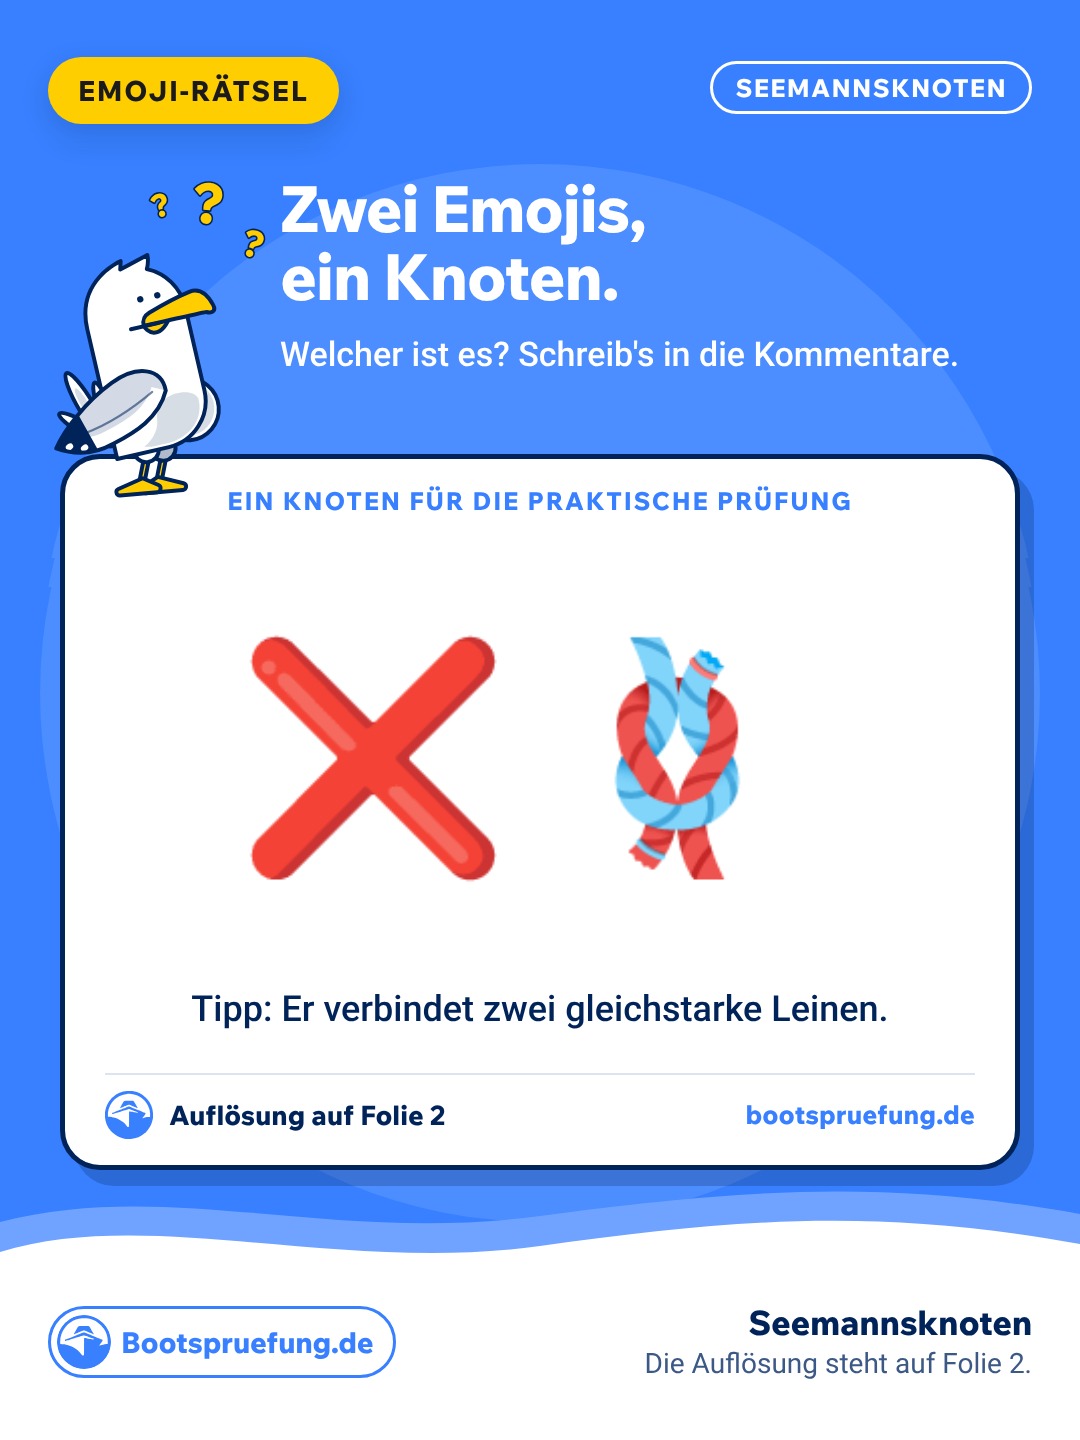 EMOJI-RÄTSEL
SEEMANNSKNOTEN
? ? ?
Zwei Emojis,
ein Knoten.
Welcher ist es? Schreib's in die Kommentare.
EIN KNOTEN FÜR DIE PRAKTISCHE PRÜFUNG
Tipp: Er verbindet zwei gleichstarke Leinen.
Auflösung auf Folie 2
bootspruefung.de
Bootspruefung.de
Seemannsknoten
Die Auflösung steht auf Folie 2.